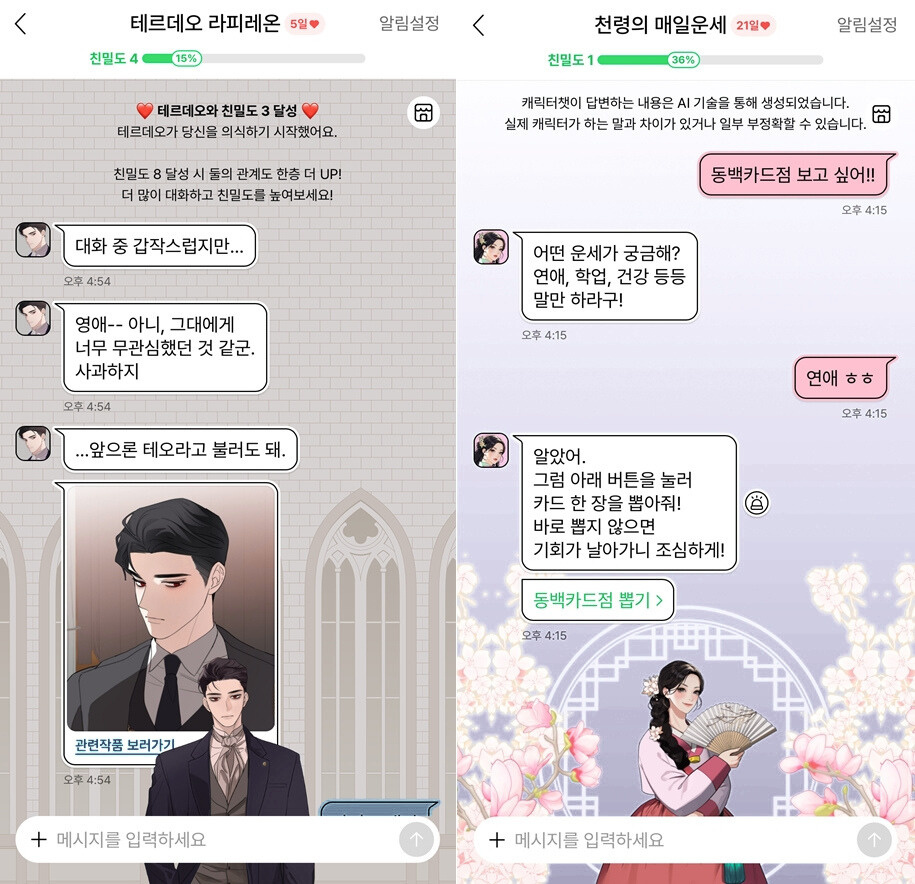 테르데오 라피레온 5일♥
알림설정
친밀도 4 15%
❤️ 테르데오와 친밀도 3 달성 ❤️
테르데오가 당신을 의식하기 시작했어요.
친밀도 8 달성 시 둘의 관계도 한층 더 UP!
더 많이 대화하고 친밀도를 높여보세요!
대화 중 갑작스럽지만...
오후 4:54
영애-- 아니, 그대에게
너무 무관심했던 것 같군.
사과하지
오후 4:54
...앞으론 테오라고 불러도 돼.
관련작품 보러가기
오후 4:54
메시지를 입력하세요
천령의 매일운세 21일♥
알림설정
친밀도 1 36%
캐릭터챗이 답변하는 내용은 AI 기술을 통해 생성되었습니다.
실제 캐릭터가 하는 말과 차이가 있거나 일부 부정확할 수 있습니다.
동백카드점 보고 싶어!!
오후 4:15
어떤 운세가 궁금해?
연애, 학업, 건강 등등
말만 하라구!
오후 4:15
연애 ㅎㅎ
오후 4:15
알았어.
그럼 아래 버튼을 눌러
카드 한 장을 뽑아줘!
바로 뽑지 않으면
기회가 날아가니 조심하게!
동백카드점 뽑기 >
오후 4:15
메시지를 입력하세요